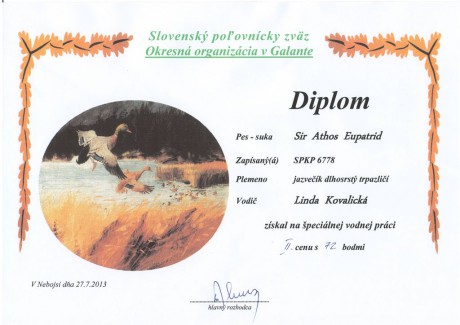 Slovenský poľovnícky zväz
Okresná organizácia v Galante
Diplom
Pes - suka Sir Athos Eupatrid
Zapísaný(á) SPKP 6778
Plemeno jazvečík dlhosrstý trpazličí
Vodič Linda Kovalická
získal na špeciálnej vodnej práci
II. cenu s 72 bodmi
V Nebojsi dňa 27.7.2013
hlavný rozhodca